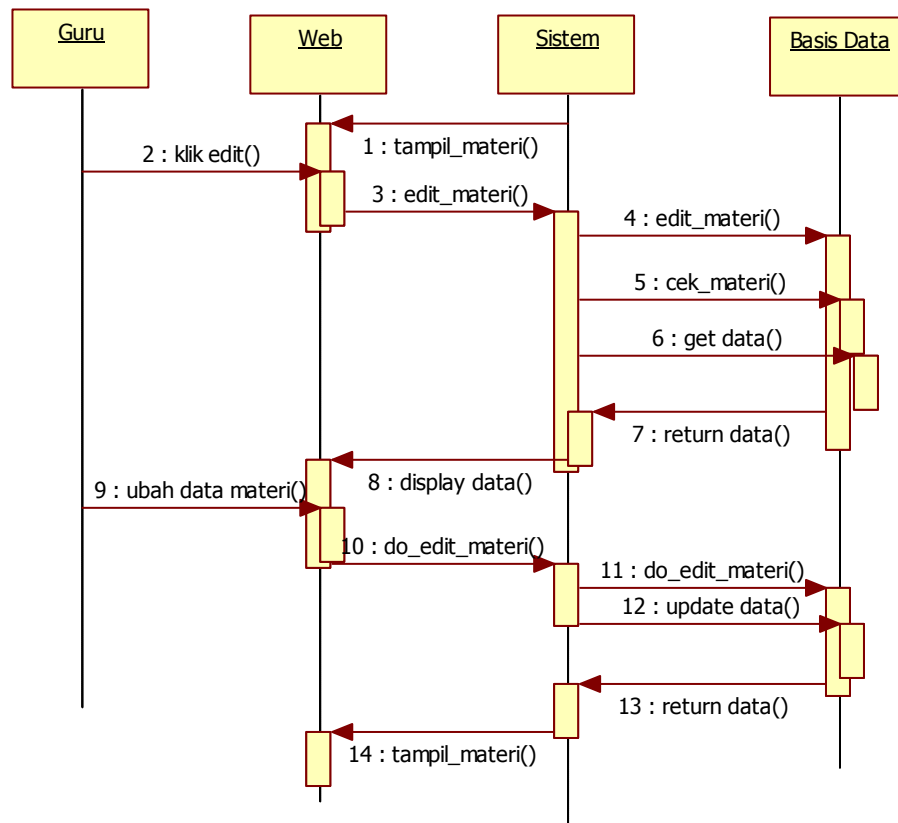 Guru
Web
Sistem
Basis Data
1 : tampil_materi()
2 : klik edit()
3 : edit_materi()
4 : edit_materi()
5 : cek_materi()
6 : get data()
7 : return data()
8 : display data()
9 : ubah data materi()
10 : do_edit_materi()
11 : do_edit_materi()
12 : update data()
13 : return data()
14 : tampil_materi()